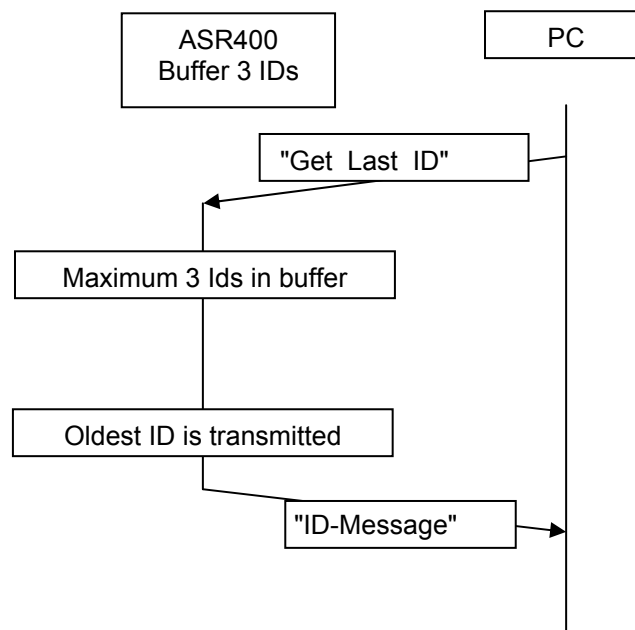 ASR400
Buffer 3 IDs
PC
"Get Last ID"
Maximum 3 Ids in buffer
Oldest ID is transmitted
"ID-Message"